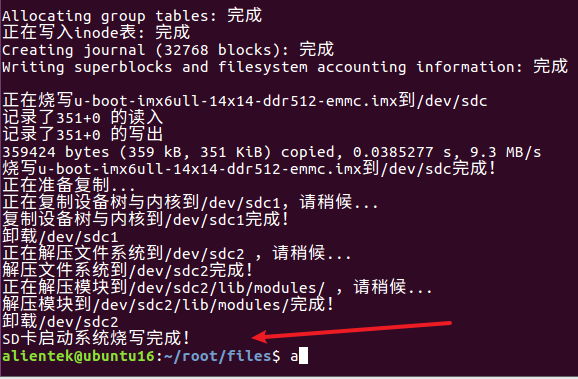 Allocating group tables: 完成
正在写入inode表: 完成
Creating journal (32768 blocks): 完成
Writing superblocks and filesystem accounting information: 完成
正在烧写u-boot-imx6ull-14x14-ddr512-emmc.imx到/dev/sdc
记录了351+0 的读入
记录了351+0 的写出
359424 bytes (359 kB, 351 KiB) copied, 0.0385277 s, 9.3 MB/s
烧写u-boot-imx6ull-14x14-ddr512-emmc.imx到/dev/sdc完成！
正在准备复制...
正在复制设备树与内核到/dev/sdc1，请稍候...
复制设备树与内核到/dev/sdc1完成！
卸载/dev/sdc1
正在解压文件系统到/dev/sdc2 ，请稍候...
解压文件系统到/dev/sdc2完成！
正在解压模块到/dev/sdc2/lib/modules/ ，请稍候...
解压模块到/dev/sdc2/lib/modules/完成！
卸载/dev/sdc2
SD卡启动系统烧写完成！
alientek@ubuntu16:~/root/files$ a